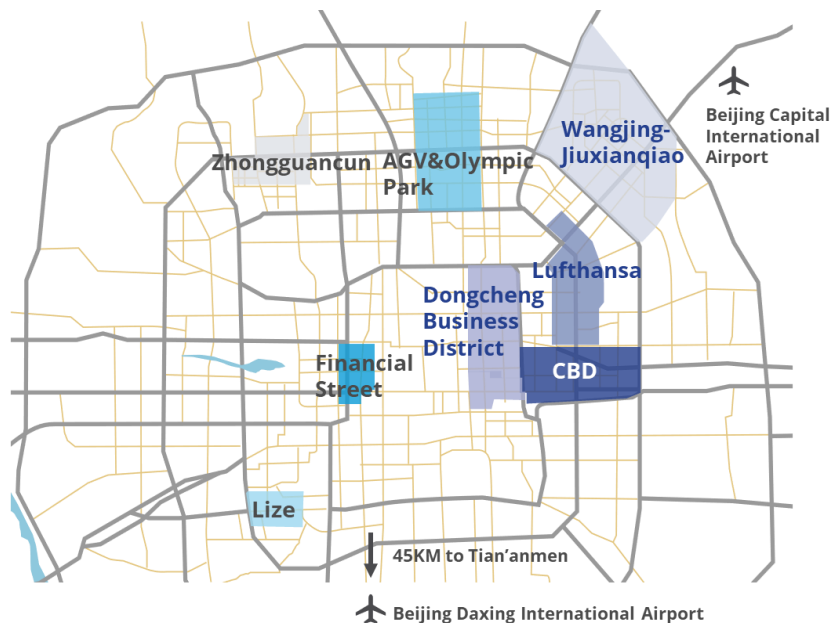 Beijing Capital
International
Airport
Wangjing-
Jiuxianqiao
Zhongguancun
AGV&Olympic
Park
Lufthansa
Dongcheng
Business
District
Financial
Street
CBD
Lize
45KM to Tian’anmen
Beijing Daxing International Airport